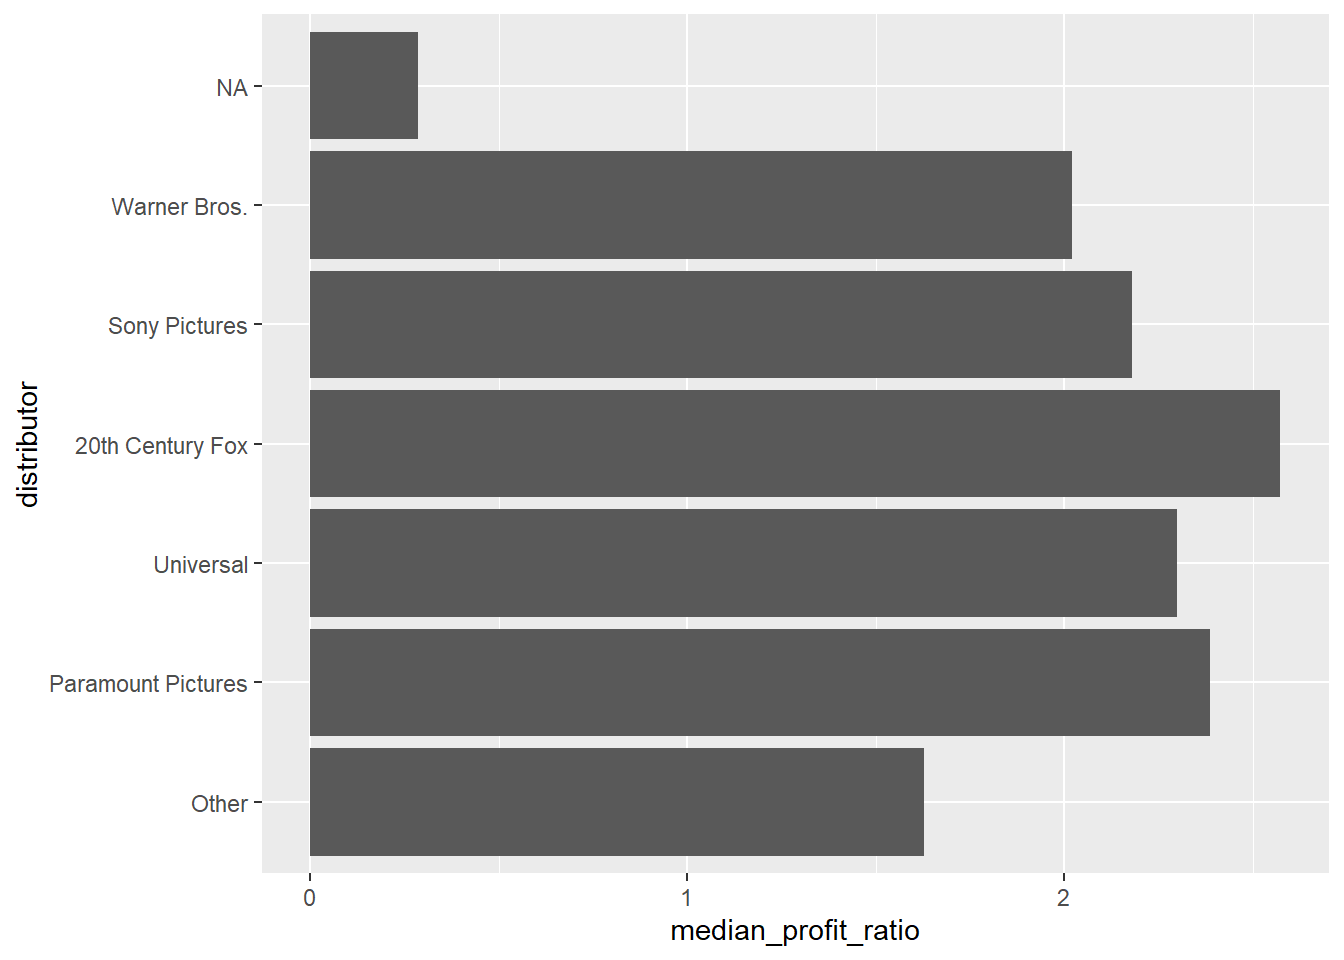 NA
Warner Bros.
Sony Pictures
20th Century Fox
Universal
Paramount Pictures
Other
distributor
0 1 2
median_profit_ratio